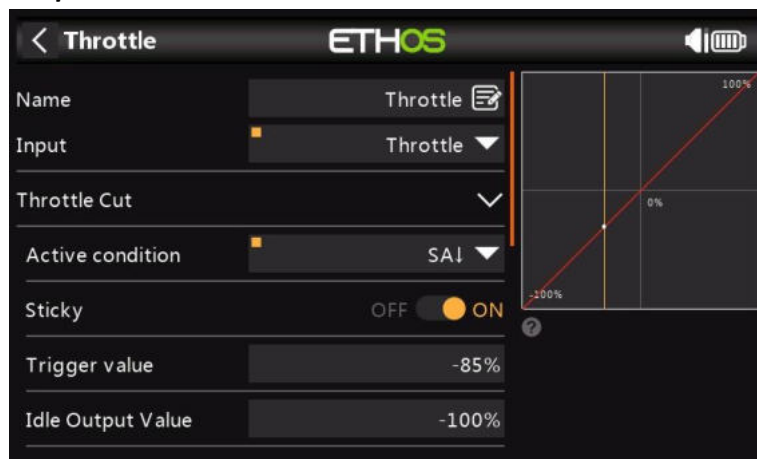 < Throttle ETHOS
Name Throttle
Input Throttle
Throttle Cut
Active condition SA↓
Sticky OFF ON
Trigger value -85%
Idle Output Value -100%
100%
0%
-100%
?